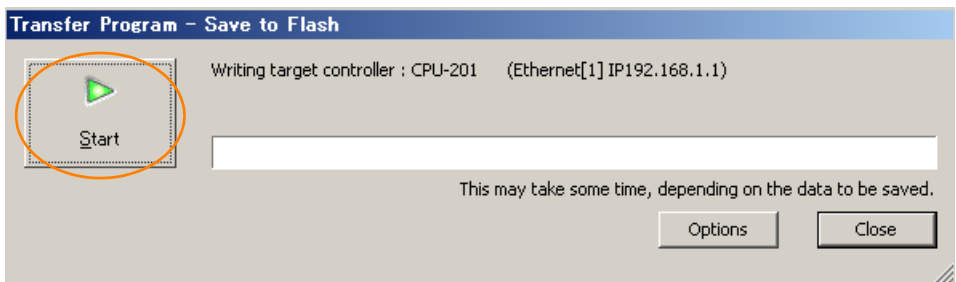 Transfer Program - Save to Flash
Writing target controller : CPU-201 (Ethernet[1] IP192.168.1.1)
Start
This may take some time, depending on the data to be saved.
Options
Close